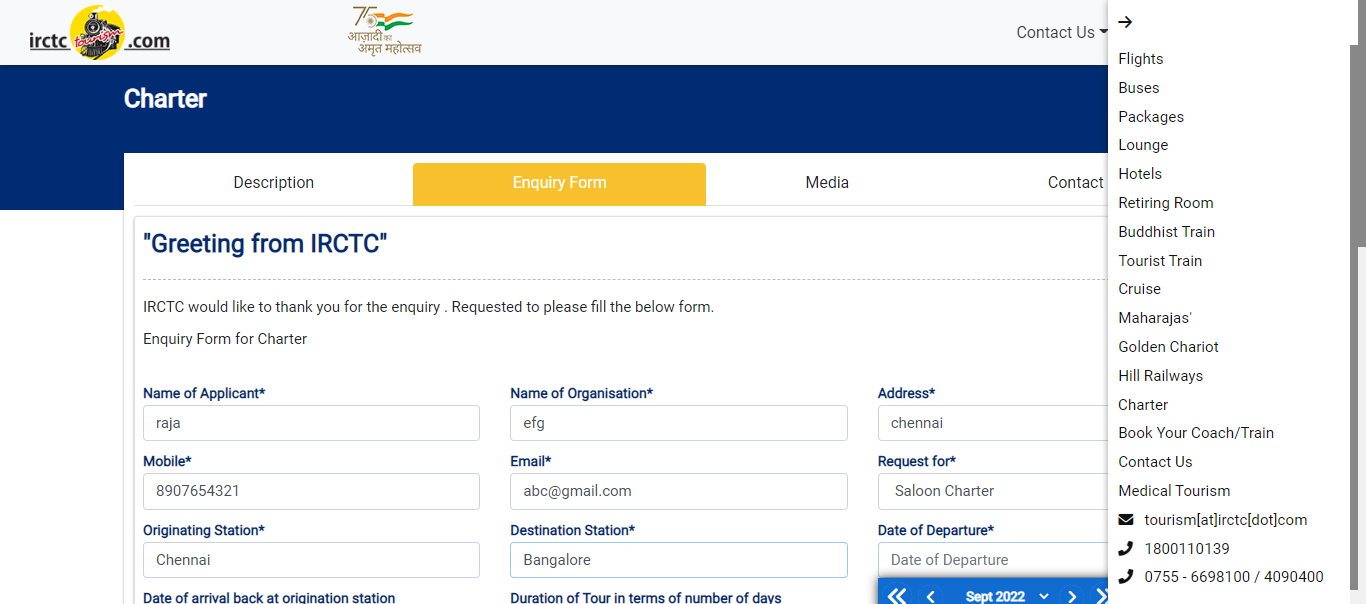 irctc tourism .com
75
आज़ादी का
अमृत महोत्सव
Contact Us
Charter
Description
Enquiry Form
Media
Contact
"Greeting from IRCTC"
IRCTC would like to thank you for the enquiry . Requested to please fill the below form.
Enquiry Form for Charter
Name of Applicant*
Name of Organisation*
Address*
raja
efg
chennai
Mobile*
Email*
Request for*
8907654321
abc@gmail.com
Saloon Charter
Originating Station*
Destination Station*
Date of Departure*
Chennai
Bangalore
Date of Departure
Date of arrival back at origination station
Duration of Tour in terms of number of days
Sept 2022
Flights
Buses
Packages
Lounge
Hotels
Retiring Room
Buddhist Train
Tourist Train
Cruise
Maharajas'
Golden Chariot
Hill Railways
Charter
Book Your Coach/Train
Contact Us
Medical Tourism
tourism[at]irctc[dot]com
1800110139
0755 - 6698100 / 4090400